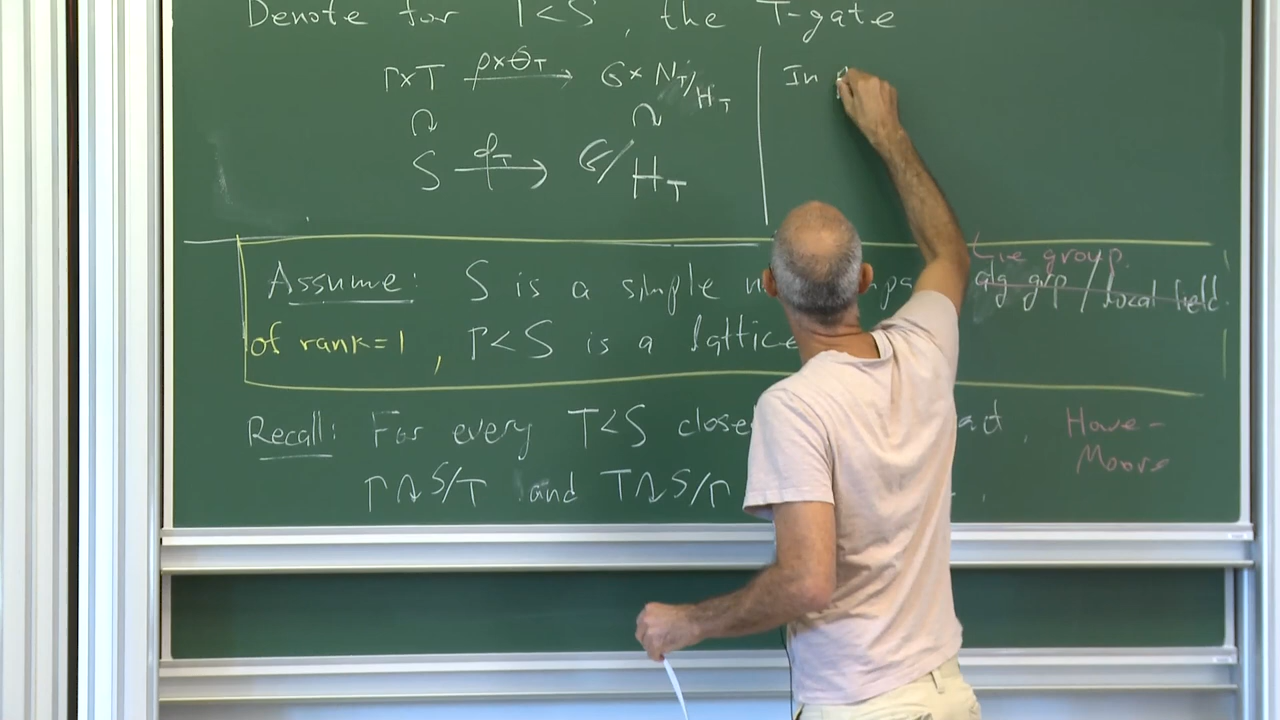 Denote for T<S, the T-gate
Γ×T —ρ×θ_T→ G×N_T/H_T
↷ ↷
S —φ_T→ G/H_T
In
Assume: S is a simple
Lie group
alg grp / local field.
of rank=1, Γ<S is a lattice
Recall: For every T<S
Howe-
Moore
Γ↷S/T and T↷S/Γ